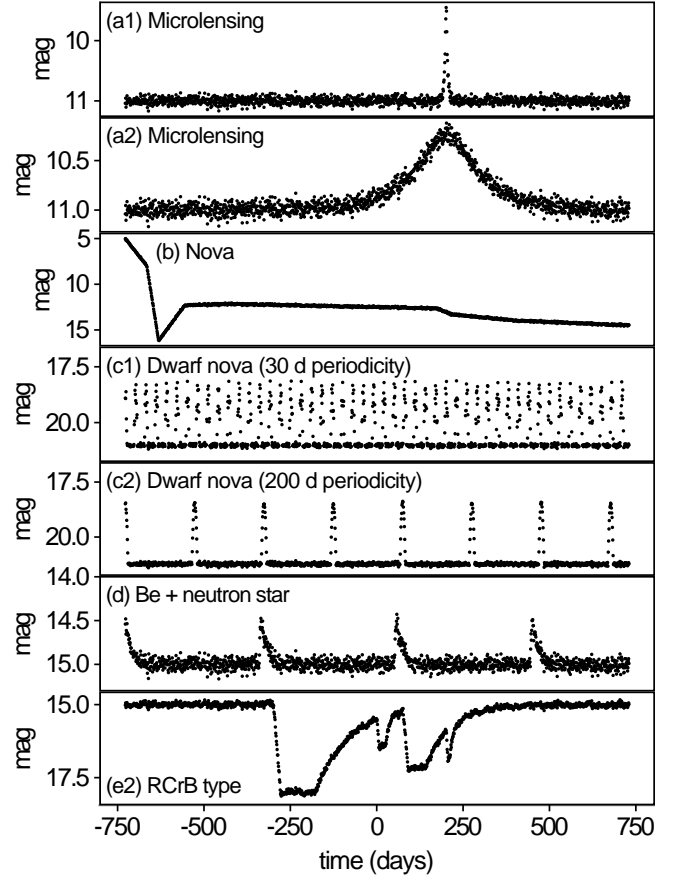 (a1) Microlensing
mag
10
11
(a2) Microlensing
mag
10.5
11.0
(b) Nova
mag
5
10
15
(c1) Dwarf nova (30 d periodicity)
mag
17.5
20.0
(c2) Dwarf nova (200 d periodicity)
mag
17.5
20.0
(d) Be + neutron star
mag
14.0
14.5
15.0
(e2) RCrB type
mag
15.0
17.5
-750 -500 -250 0 250 500 750
time (days)